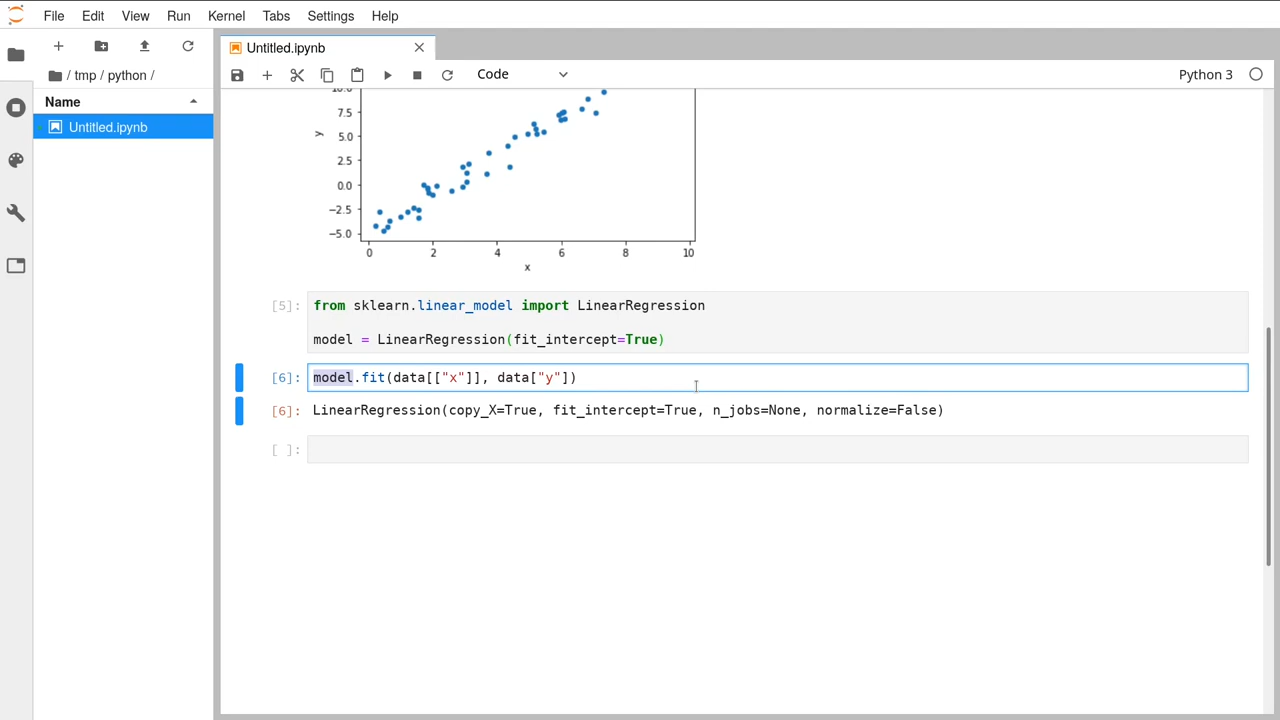 File Edit View Run Kernel Tabs Settings Help
Untitled.ipynb
Code
Python 3
/ tmp / python /
Name
Untitled.ipynb
10.0
7.5
5.0
2.5
0.0
−2.5
−5.0
y
0 2 4 6 8 10
x
[5]: from sklearn.linear_model import LinearRegression
model = LinearRegression(fit_intercept=True)
[6]: model.fit(data[["x"]], data["y"])
[6]: LinearRegression(copy_X=True, fit_intercept=True, n_jobs=None, normalize=False)
[ ]: